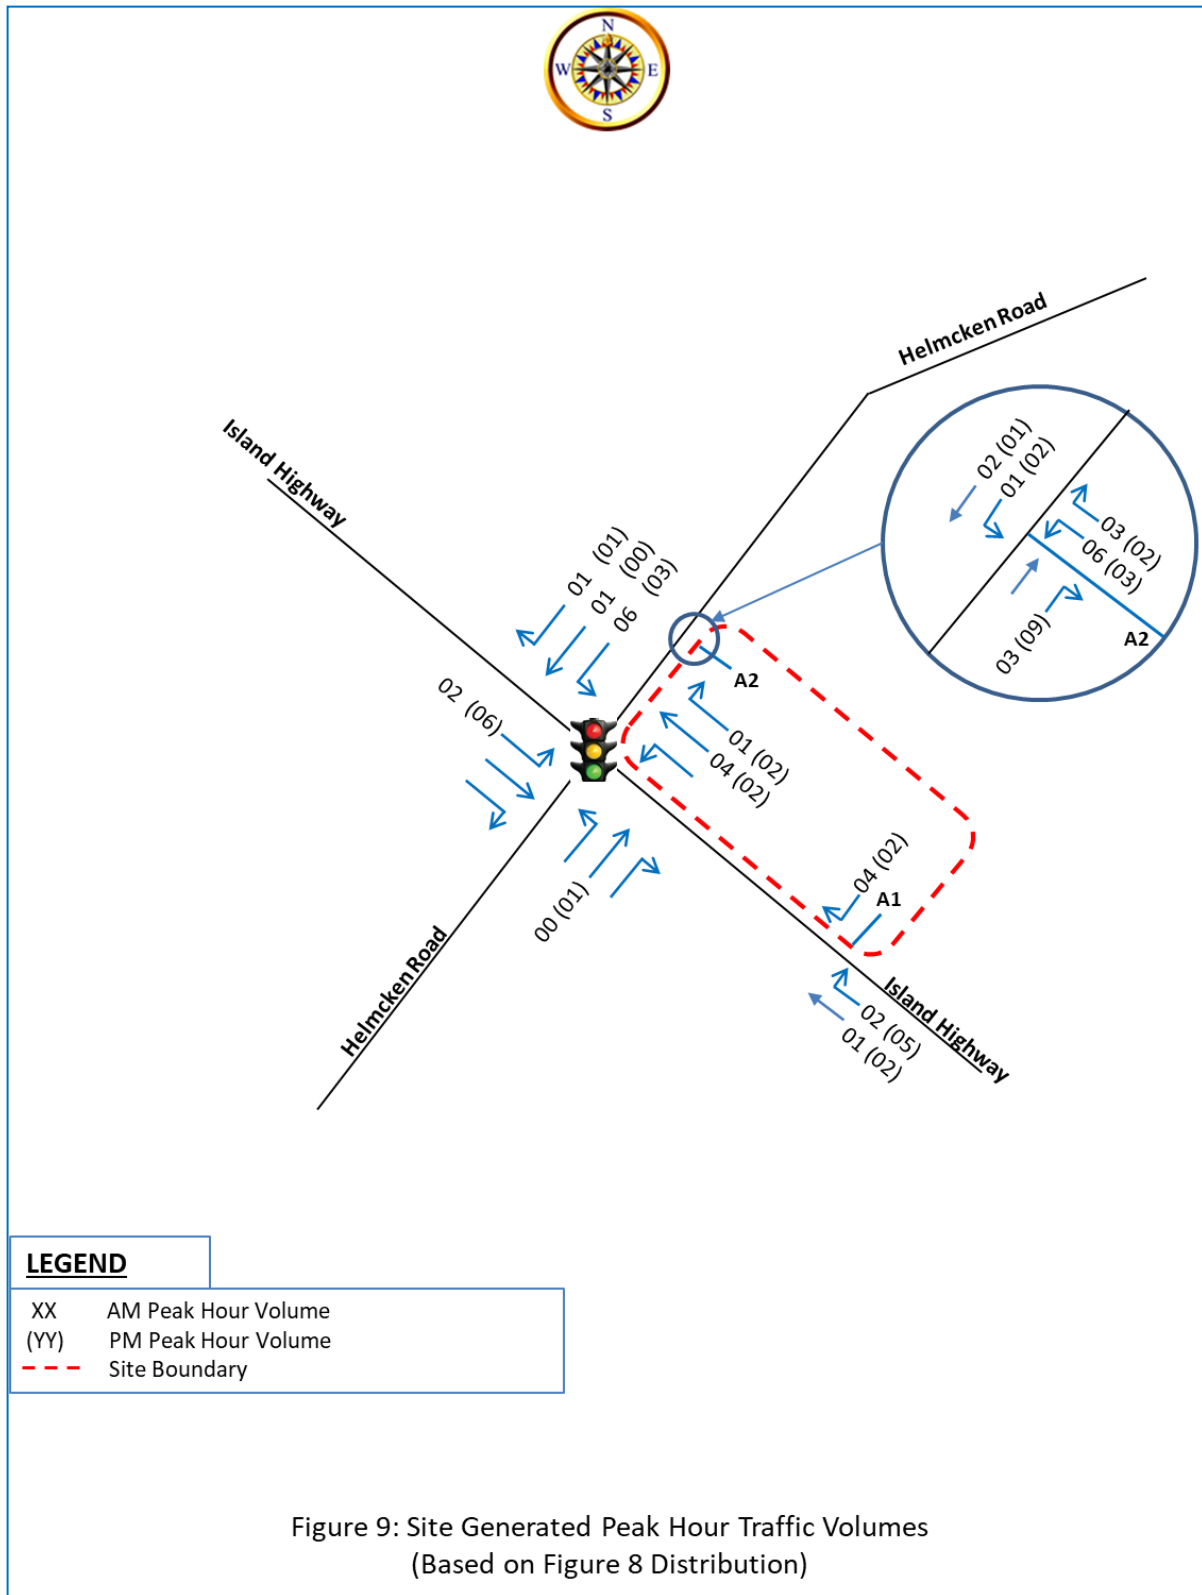 N
W E
S
Helmcken Road
Island Highway
02 (01)
01 (02)
03 (02)
06 (03)
03 (09)
A2
01 (01)
01 (00)
06 (03)
02 (06)
A2
01 (02)
04 (02)
04 (02)
A1
00 (01)
Helmcken Road
Island Highway
02 (05)
01 (02)
LEGEND
XX AM Peak Hour Volume
(YY) PM Peak Hour Volume
Site Boundary
Figure 9: Site Generated Peak Hour Traffic Volumes
(Based on Figure 8 Distribution)